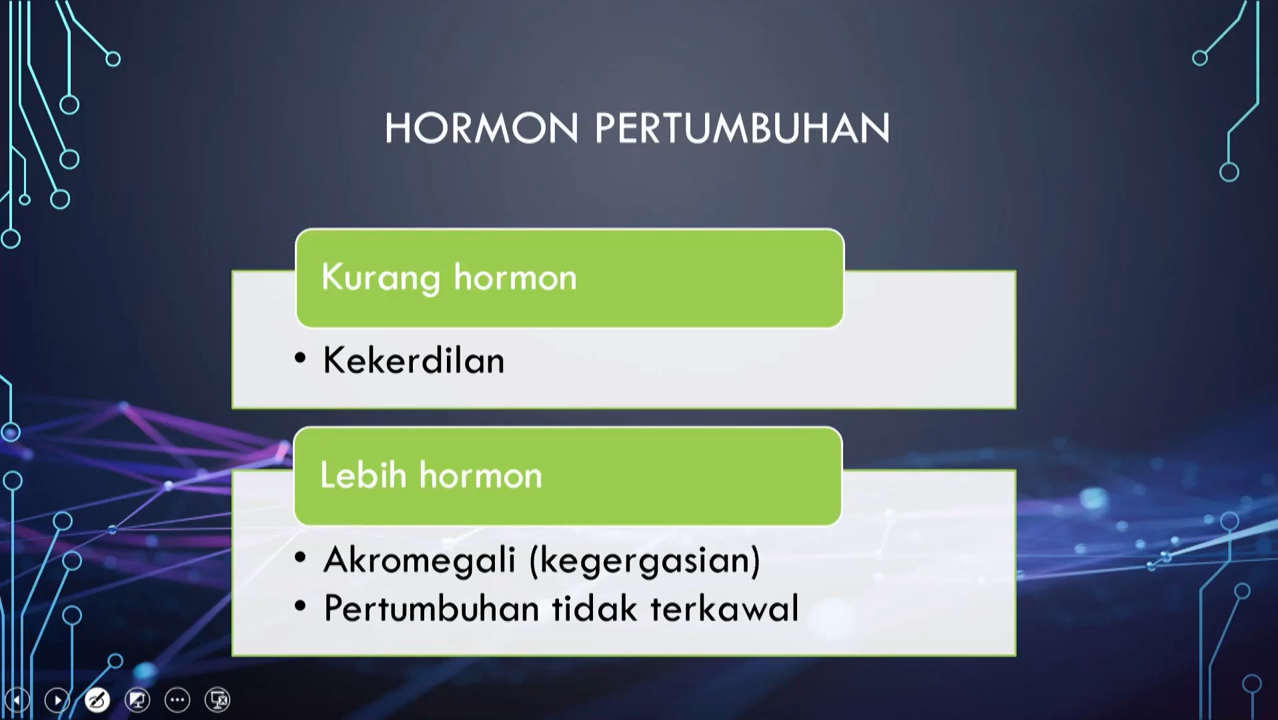 HORMON PERTUMBUHAN
Kurang hormon
• Kekerdilan
Lebih hormon
• Akromegali (kegergasian)
• Pertumbuhan tidak terkawal